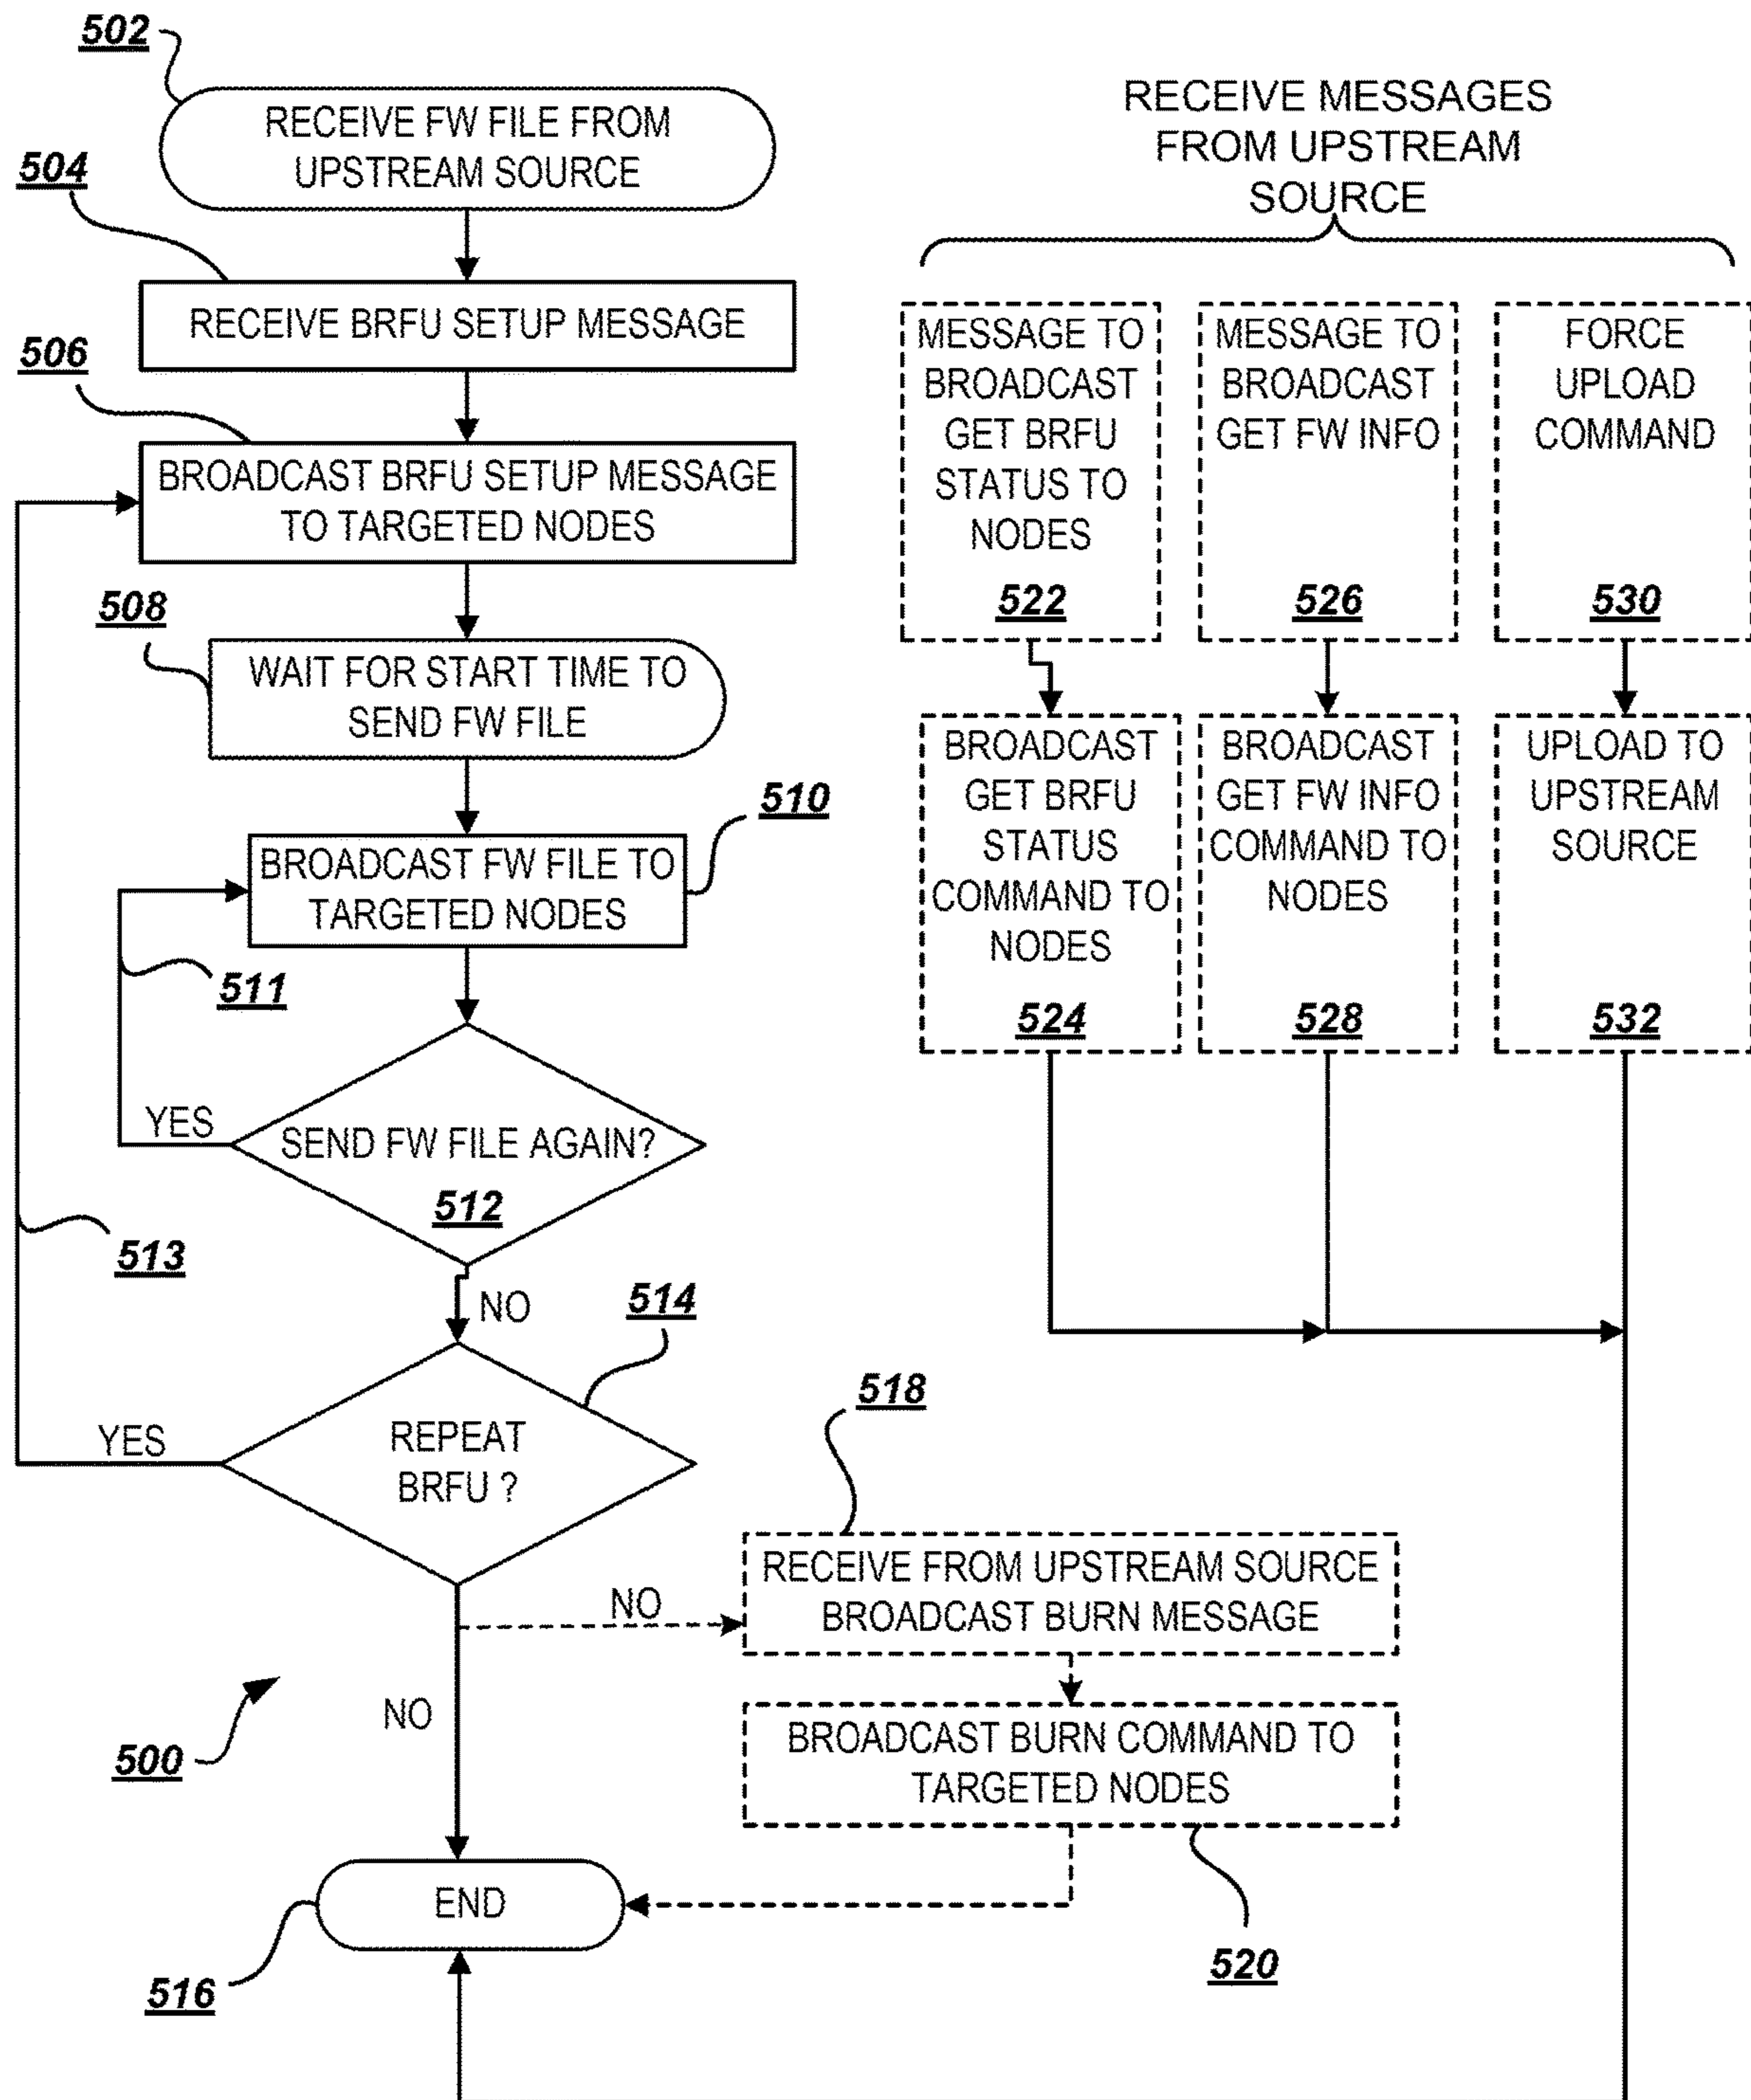 502
RECEIVE FW FILE FROM
UPSTREAM SOURCE
504
RECEIVE BRFU SETUP MESSAGE
506
BROADCAST BRFU SETUP MESSAGE
TO TARGETED NODES
508
WAIT FOR START TIME TO
SEND FW FILE
510
BROADCAST FW FILE TO
TARGETED NODES
511
YES
SEND FW FILE AGAIN?
512
513
NO
514
YES
REPEAT
BRFU ?
NO
NO
500
END
516
518
RECEIVE FROM UPSTREAM SOURCE
BROADCAST BURN MESSAGE
BROADCAST BURN COMMAND TO
TARGETED NODES
520
RECEIVE MESSAGES
FROM UPSTREAM
SOURCE
MESSAGE TO
BROADCAST
GET BRFU
STATUS TO
NODES
522
BROADCAST
GET BRFU
STATUS
COMMAND TO
NODES
524
MESSAGE TO
BROADCAST
GET FW INFO
526
BROADCAST
GET FW INFO
COMMAND TO
NODES
528
FORCE
UPLOAD
COMMAND
530
UPLOAD TO
UPSTREAM
SOURCE
532